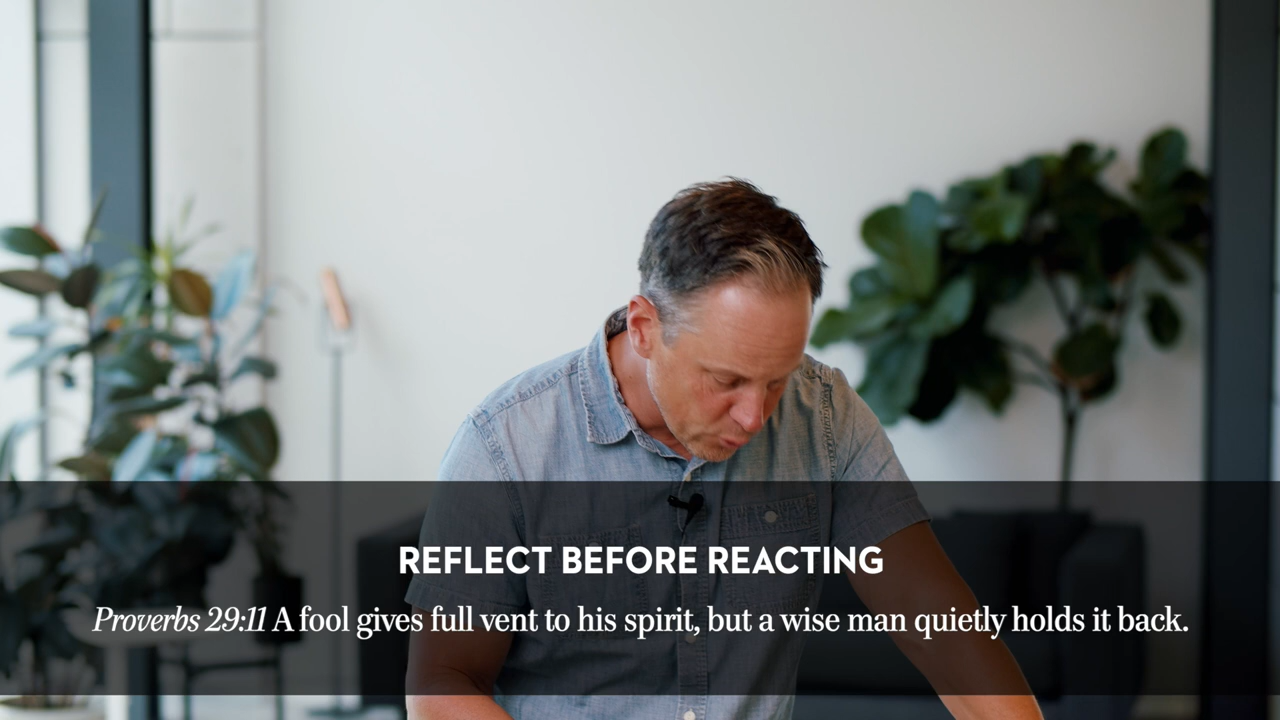 REFLECT BEFORE REACTING
Proverbs 29:11 A fool gives full vent to his spirit, but a wise man quietly holds it back.